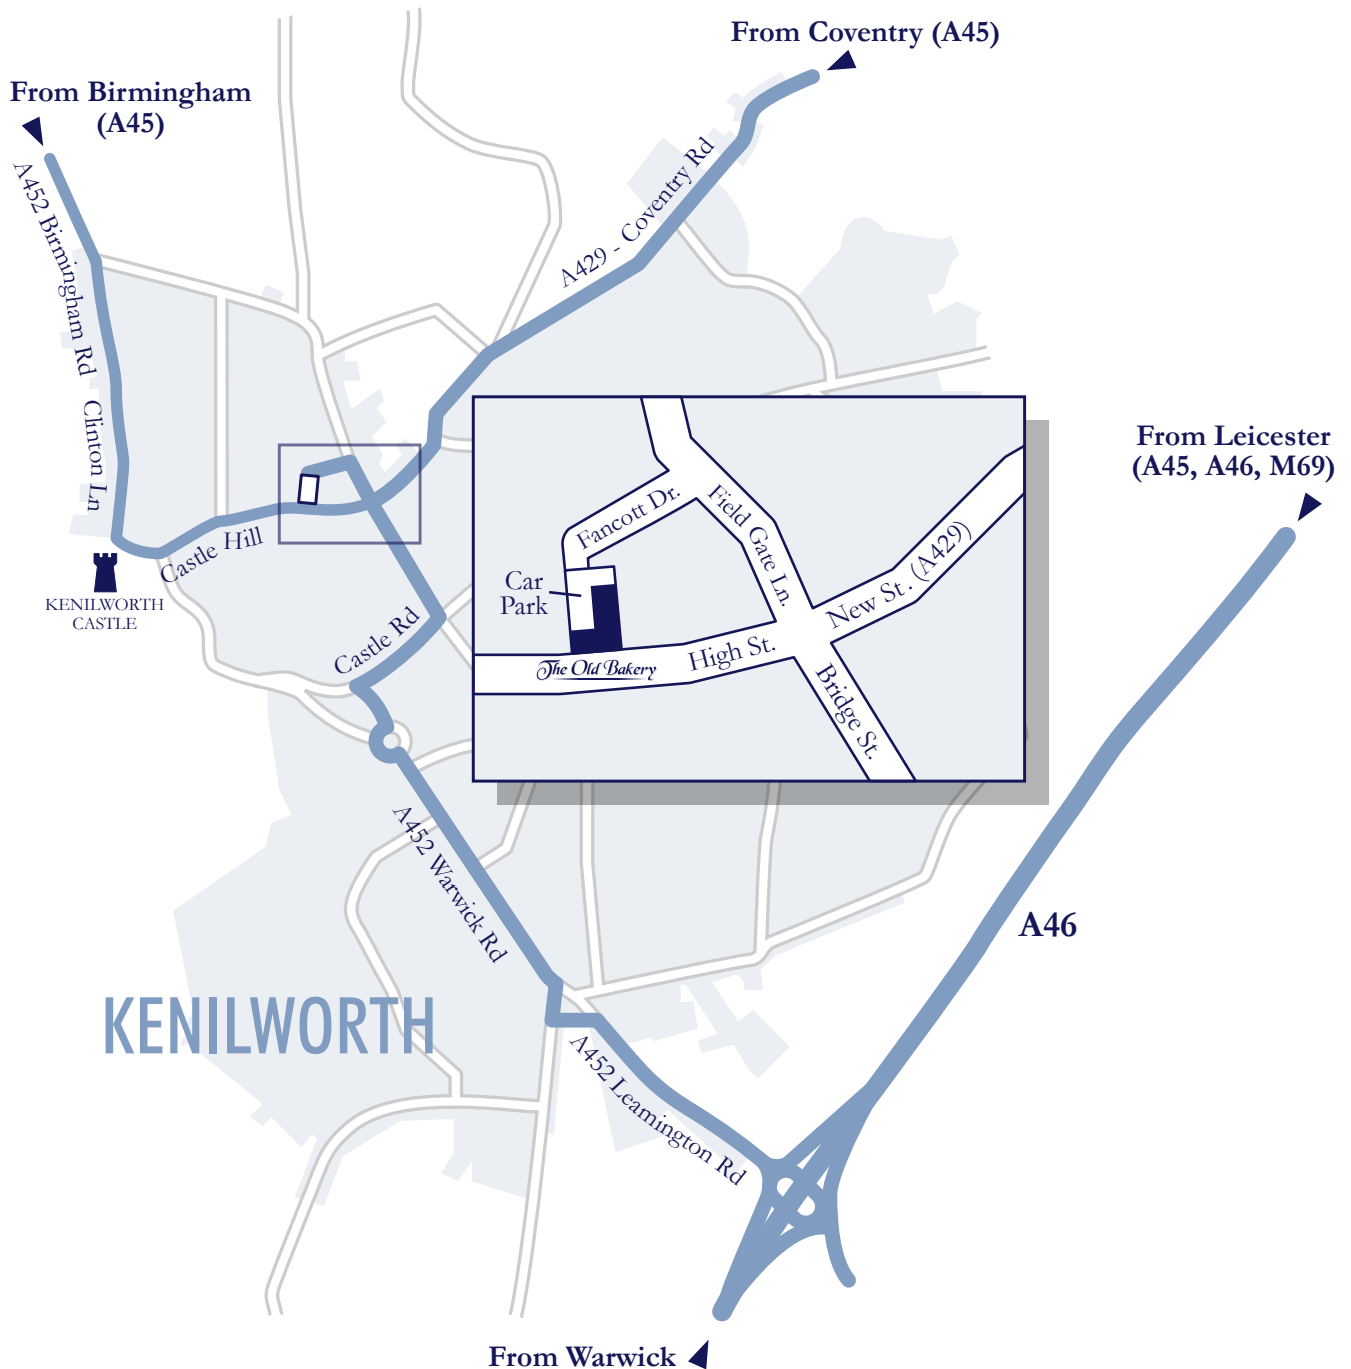 From Coventry (A45)
From Birmingham
(A45)
A452 Birmingham Rd
A429 - Coventry Rd
Clinton Ln
Castle Hill
KENILWORTH
CASTLE
From Leicester
(A45, A46, M69)
Fancott Dr.
Field Gate Ln.
Car
Park
New St. (A429)
High St.
The Old Bakery
Bridge St.
Castle Rd
A452 Warwick Rd
A46
KENILWORTH
A452 Leamington Rd
From Warwick